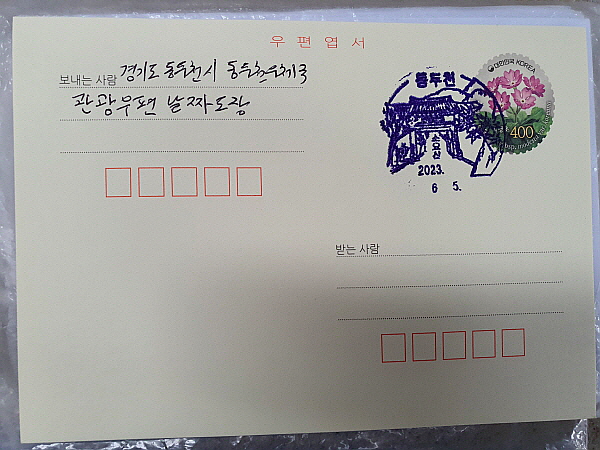 우편엽서
보내는 사람 경기도 동두천시 동두천우체국
관광우편 날짜도장
동두천
소요산
2023.
6 5.
대한민국 KOREA
400
받는 사람